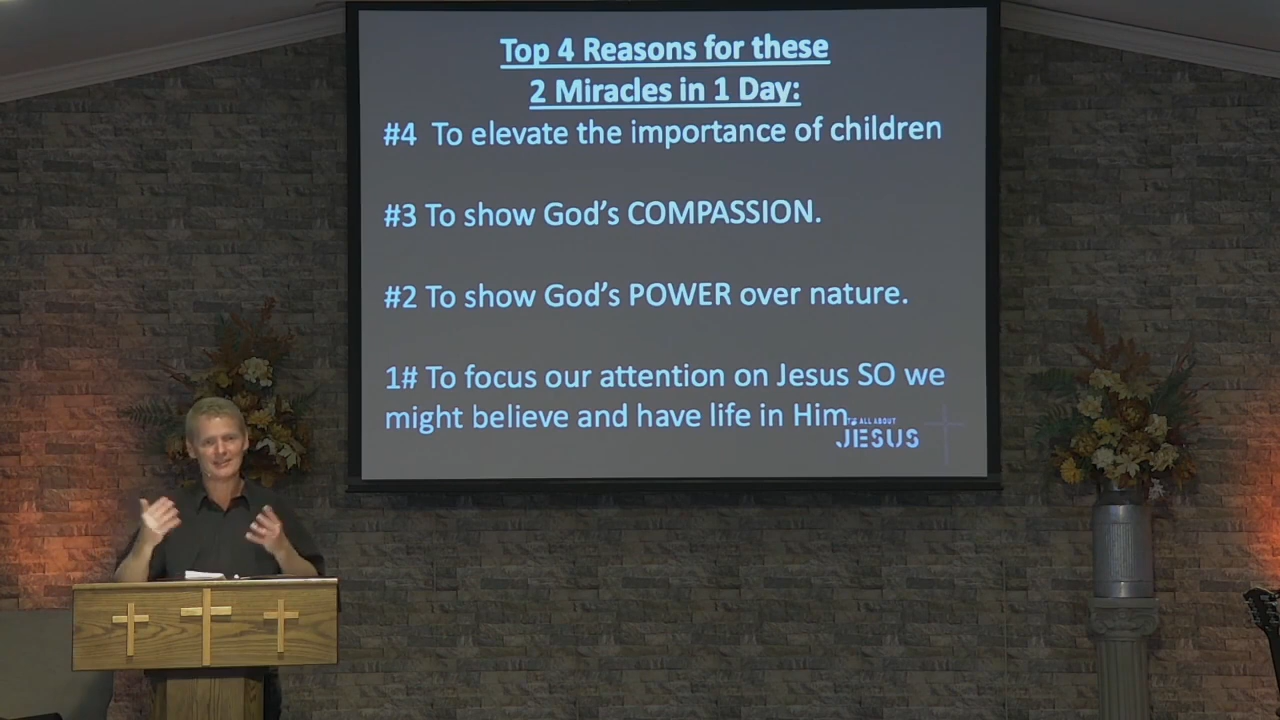 Top 4 Reasons for these
2 Miracles in 1 Day:
#4 To elevate the importance of children
#3 To show God's COMPASSION.
#2 To show God's POWER over nature.
1# To focus our attention on Jesus SO we
might believe and have life in Him
ALL ABOUT
JESUS